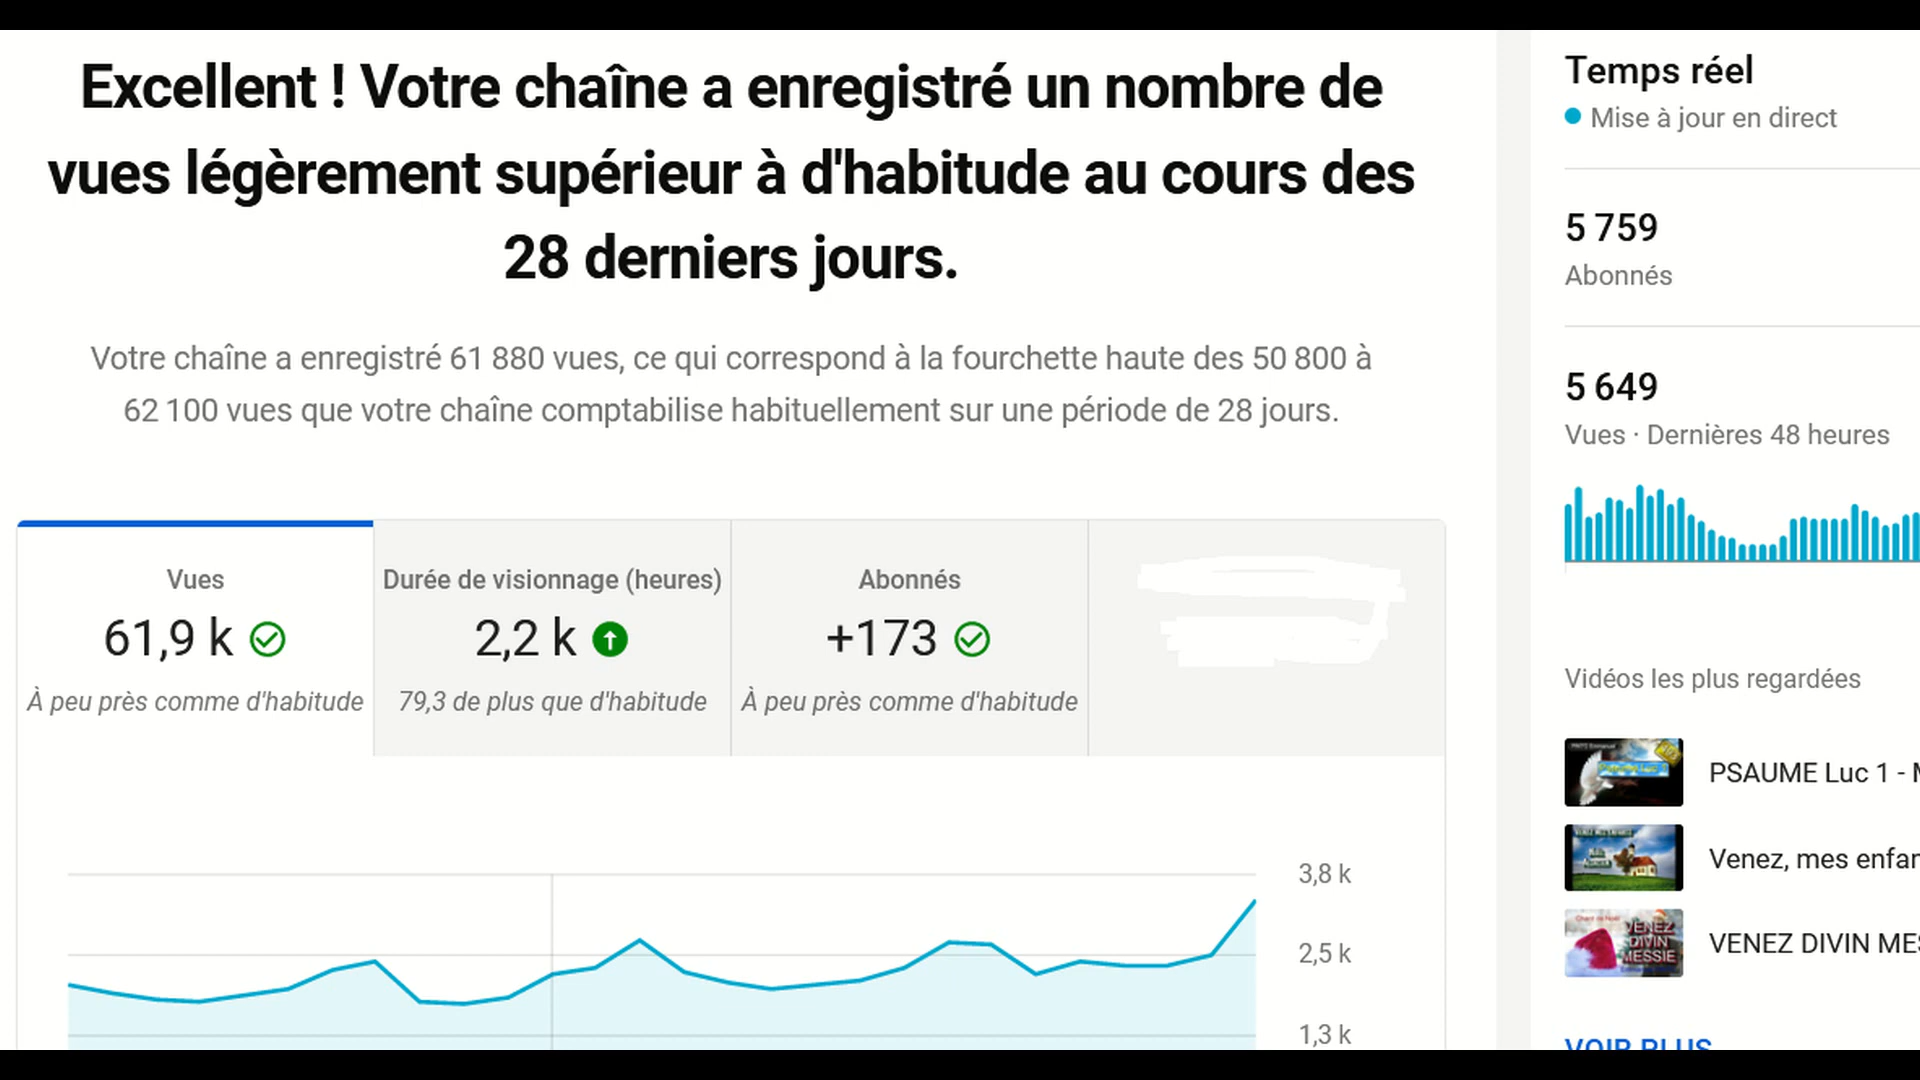 Excellent ! Votre chaîne a enregistré un nombre de
vues légèrement supérieur à d'habitude au cours des
28 derniers jours.
Votre chaîne a enregistré 61 880 vues, ce qui correspond à la fourchette haute des 50 800 à
62 100 vues que votre chaîne comptabilise habituellement sur une période de 28 jours.
Vues
61,9 k
À peu près comme d'habitude
Durée de visionnage (heures)
2,2 k
79,3 de plus que d'habitude
Abonnés
+173
À peu près comme d'habitude
3,8 k
2,5 k
1,3 k
Temps réel
Mise à jour en direct
5 759
Abonnés
5 649
Vues · Dernières 48 heures
Vidéos les plus regardées
PSAUME Luc 1 -
Venez, mes enfan
VENEZ DIVIN MES
VENEZ
DIVIN
MESSIE
VOIR PLUS